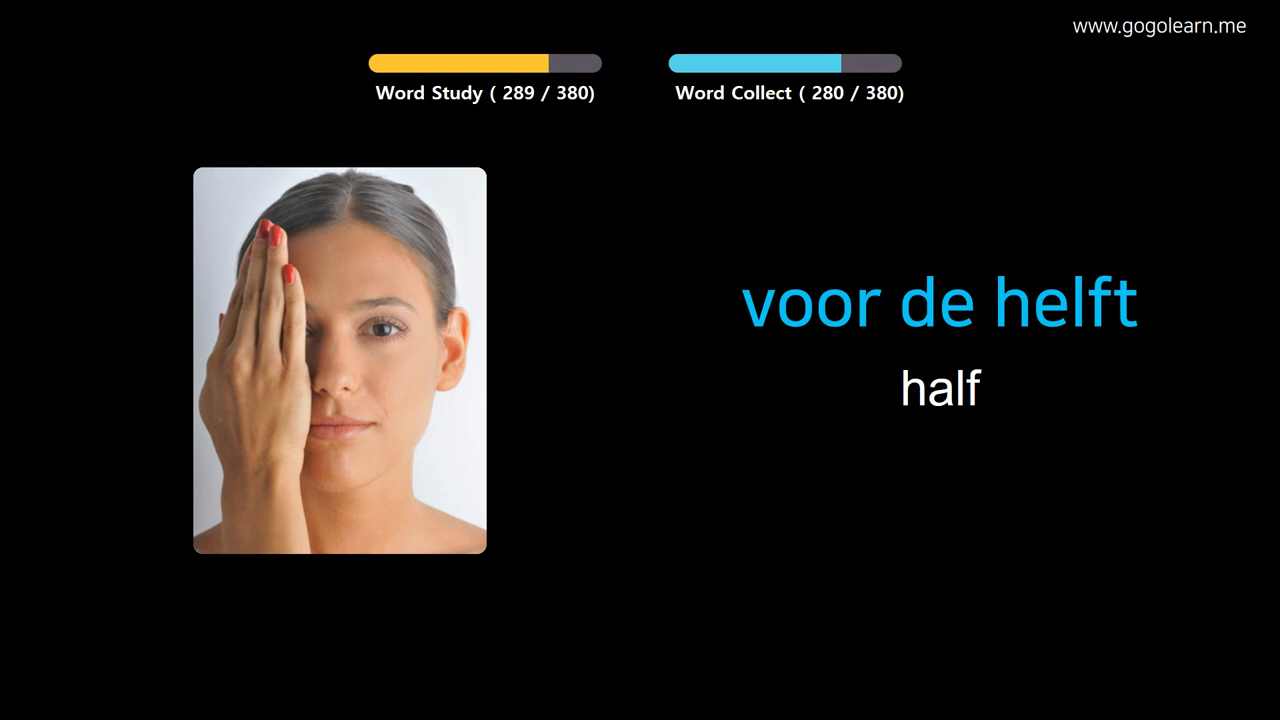 www.gogolearn.me
Word Study ( 289 / 380)
Word Collect ( 280 / 380)
voor de helft
half